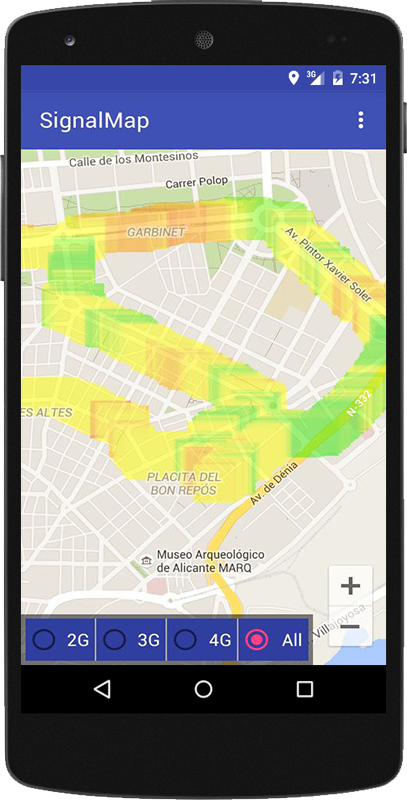 3G 7:31
SignalMap
Calle de los Montesinos
Carrer Polop
GARBINET
Av. Pintor Xavier Soler
ES ALTES
N-332
PLACITA DEL
BON REPÓS
Av. de Dénia
Museo Arqueológico
de Alicante MARQ
Villajoyosa
2G 3G 4G All